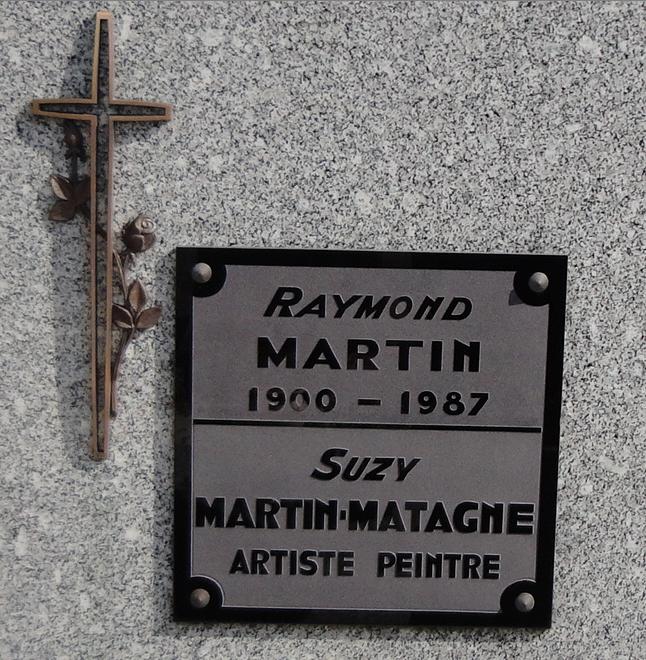 RAYMOND
MARTIN
1900 - 1987
SUZY
MARTIN-MATAGNE
ARTISTE PEINTRE